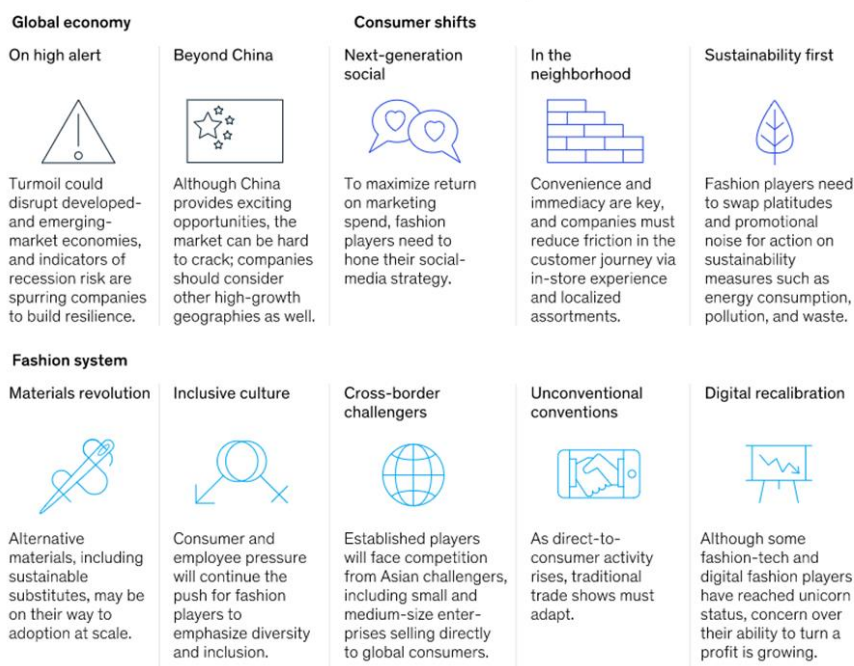 Global economy
Consumer shifts
On high alert
Turmoil could
disrupt developed-
and emerging-
market economies,
and indicators of
recession risk are
spurring companies
to build resilience.
Beyond China
Although China
provides exciting
opportunities, the
market can be hard
to crack; companies
should consider
other high-growth
geographies as well.
Next-generation
social
To maximize return
on marketing
spend, fashion
players need to
hone their social-
media strategy.
In the
neighborhood
Convenience and
immediacy are key,
and companies must
reduce friction in the
customer journey via
in-store experience
and localized
assortments.
Sustainability first
Fashion players need
to swap platitudes
and promotional
noise for action on
sustainability
measures such as
energy consumption,
pollution, and waste.
Fashion system
Materials revolution
Alternative
materials, including
sustainable
substitutes, may be
on their way to
adoption at scale.
Inclusive culture
Consumer and
employee pressure
will continue the
push for fashion
players to
emphasize diversity
and inclusion.
Cross-border
challengers
Established players
will face competition
from Asian challengers,
including small and
medium-size enter-
prises selling directly
to global consumers.
Unconventional
conventions
As direct-to-
consumer activity
rises, traditional
trade shows must
adapt.
Digital recalibration
Although some
fashion-tech and
digital fashion players
have reached unicorn
status, concern over
their ability to turn a
profit is growing.